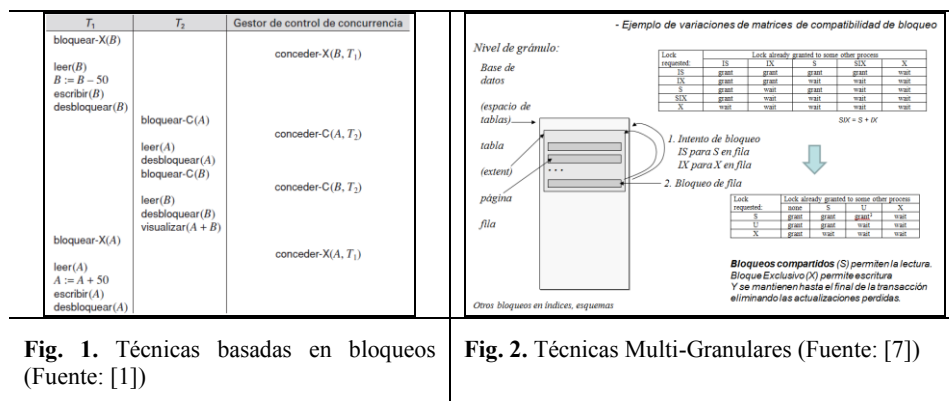 T1 T2 Gestor de control de concurrencia
bloquear-X(B)
conceder-X(B, T1)
leer(B)
B := B – 50
escribir(B)
desbloquear(B)
bloquear-C(A)
conceder-C(A, T2)
leer(A)
desbloquear(A)
bloquear-C(B)
conceder-C(B, T2)
leer(B)
desbloquear(B)
visualizar(A + B)
bloquear-X(A)
conceder-X(A, T1)
leer(A)
A := A + 50
escribir(A)
desbloquear(A)
Fig. 1. Técnicas basadas en bloqueos
(Fuente: [1])
- Ejemplo de variaciones de matrices de compatibilidad de bloqueo
Nivel de gránulo:
Base de
datos
(espacio de
tablas)
tabla
(extent)
página
fila
Otros bloqueos en índices, esquemas
1. Intento de bloqueo
IS para S en fila
IX para X en fila
2. Bloqueo de fila
Lock Lock already granted to some other process
requested: IS IX S SIX X
IS grant grant grant grant wait
IX grant grant wait wait wait
S grant wait grant wait wait
SIX grant wait wait wait wait
X wait wait wait wait wait
SIX = S + IX
Lock Lock already granted to some other process
requested: none S U X
S grant grant grant¹ wait
U grant grant wait wait
X grant wait wait wait
Bloqueos compartidos (S) permiten la lectura.
Bloque Exclusivo (X) permite escritura
Y se mantienen hasta el final de la transacción
eliminando las actualizaciones perdidas.
Fig. 2. Técnicas Multi-Granulares (Fuente: [7])